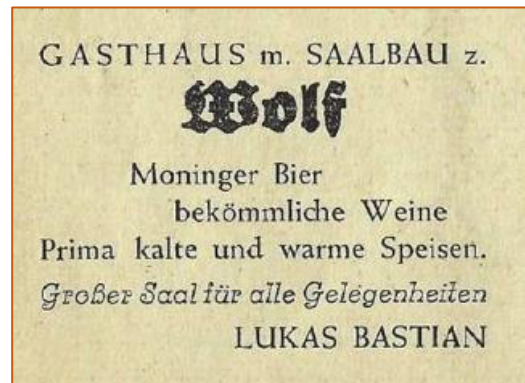 GASTHAUS m. SAALBAU z.
Wolf
Moninger Bier
bekömmliche Weine
Prima kalte und warme Speisen.
Großer Saal für alle Gelegenheiten
LUKAS BASTIAN